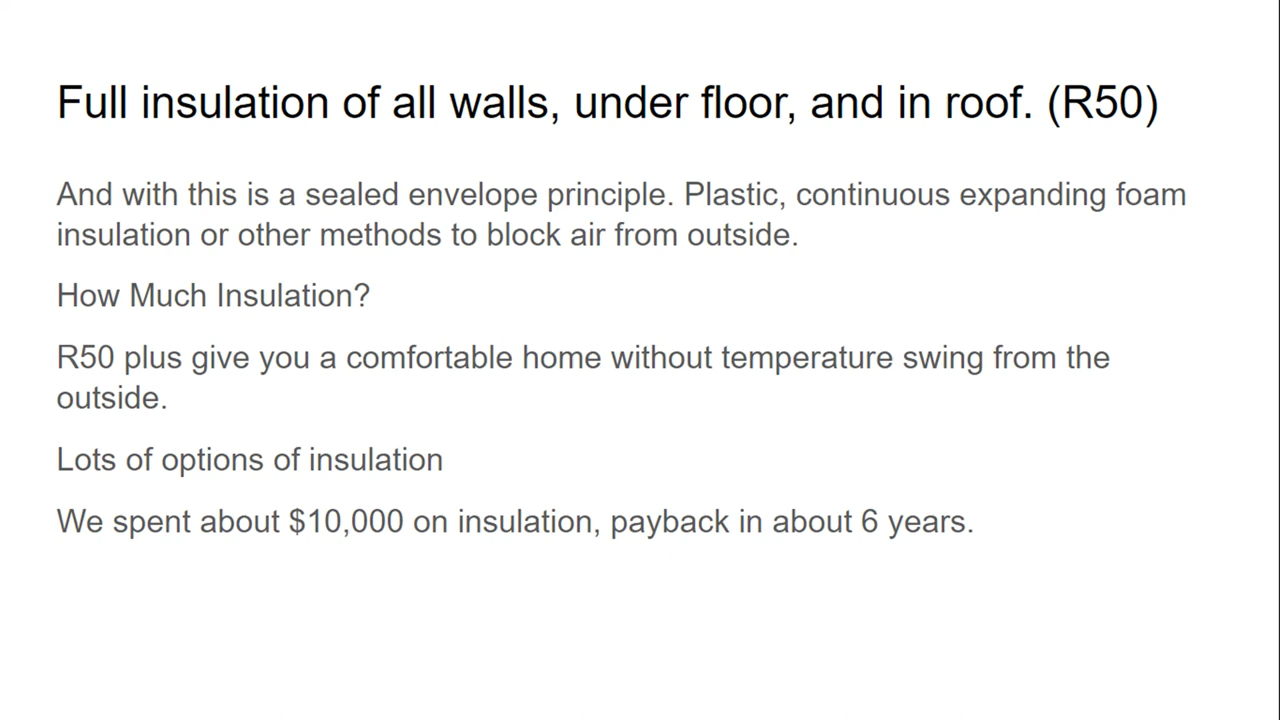 Full insulation of all walls, under floor, and in roof. (R50)
And with this is a sealed envelope principle. Plastic, continuous expanding foam
insulation or other methods to block air from outside.
How Much Insulation?
R50 plus give you a comfortable home without temperature swing from the
outside.
Lots of options of insulation
We spent about $10,000 on insulation, payback in about 6 years.